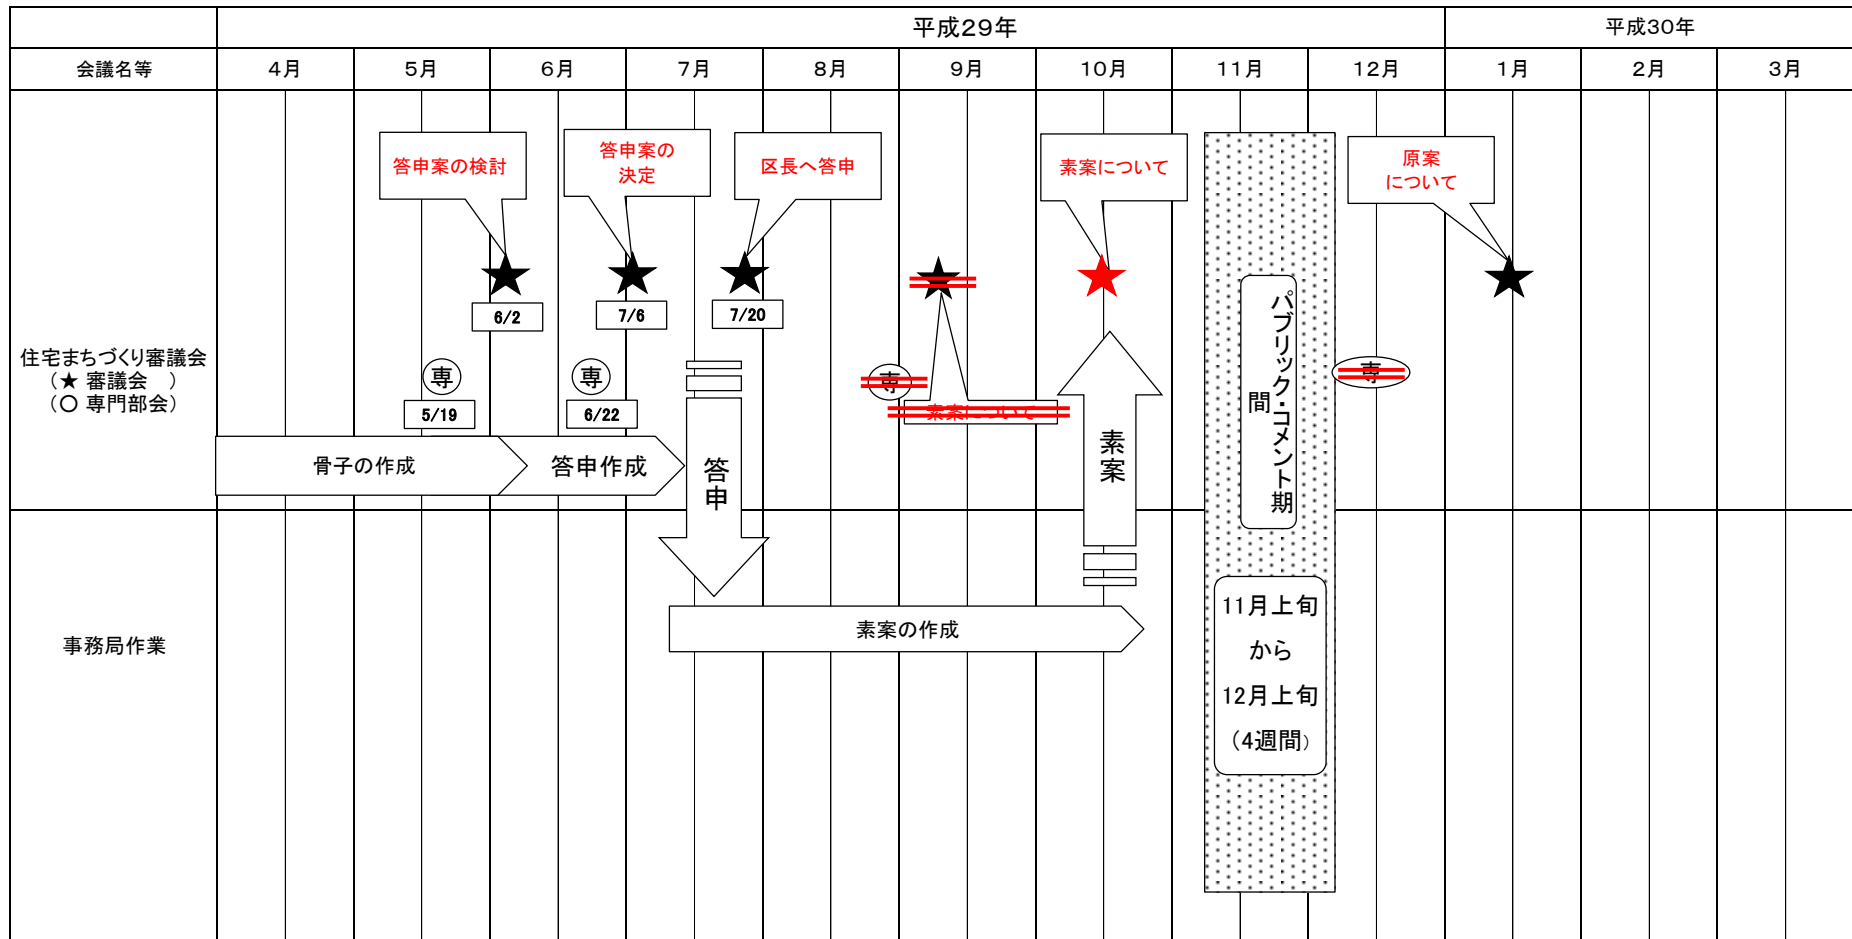 平成29年
平成30年
会議名等
4月
5月
6月
7月
8月
9月
10月
11月
12月
1月
2月
3月
答申案の検討
答申案の
決定
区長へ答申
素案について
原案
について
6/2
7/6
7/20
住宅まちづくり審議会
(★ 審議会　)
(○ 専門部会)
専
5/19
専
6/22
専
素案について
専
骨子の作成
答申作成
答申
素案
パブリック・コメント期
間
事務局作業
素案の作成
11月上旬
から
12月上旬
(4週間)